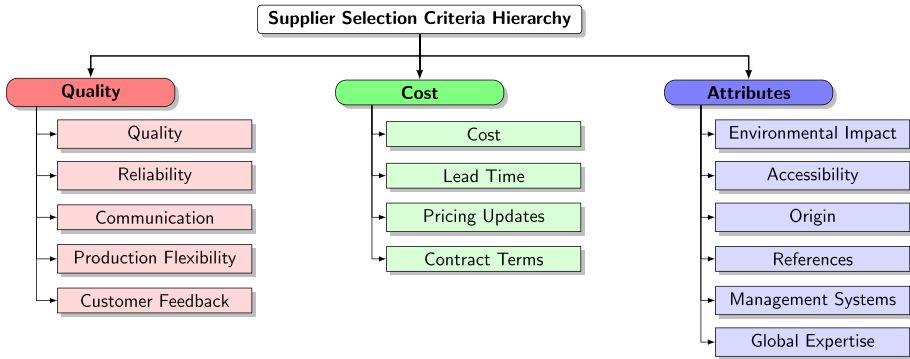 Supplier Selection Criteria Hierarchy
Quality
Quality
Reliability
Communication
Production Flexibility
Customer Feedback
Cost
Cost
Lead Time
Pricing Updates
Contract Terms
Attributes
Environmental Impact
Accessibility
Origin
References
Management Systems
Global Expertise